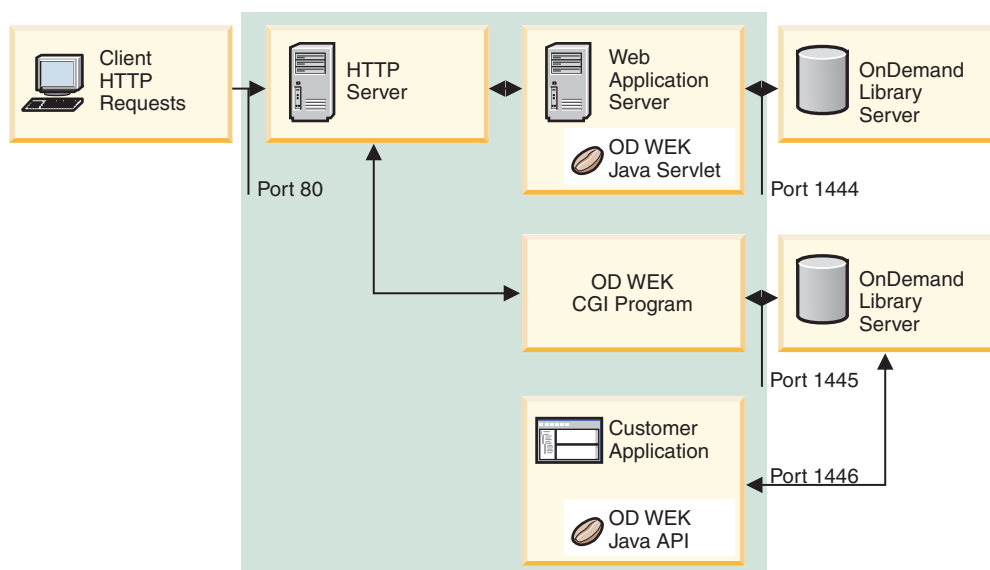 Client
HTTP
Requests
HTTP
Server
Web
Application
Server
OD WEK
Java Servlet
OnDemand
Library
Server
Port 80
Port 1444
OD WEK
CGI Program
OnDemand
Library
Server
Port 1445
Customer
Application
Port 1446
OD WEK
Java API